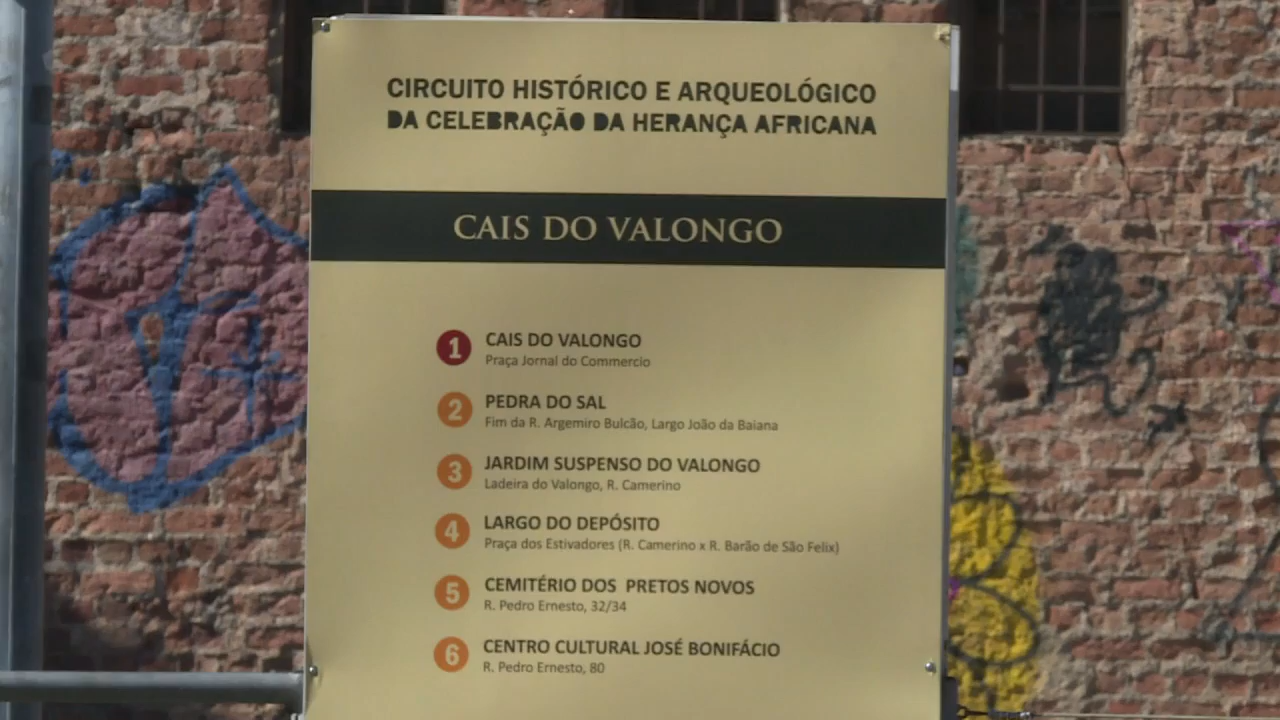 CIRCUITO HISTÓRICO E ARQUEOLÓGICO
DA CELEBRAÇÃO DA HERANÇA AFRICANA
CAIS DO VALONGO
1 CAIS DO VALONGO
Praça Jornal do Commercio
2 PEDRA DO SAL
Fim da R. Argemiro Bulcão, Largo João da Baiana
3 JARDIM SUSPENSO DO VALONGO
Ladeira do Valongo, R. Camerino
4 LARGO DO DEPÓSITO
Praça dos Estivadores (R. Camerino x R. Barão de São Felix)
5 CEMITÉRIO DOS PRETOS NOVOS
R. Pedro Ernesto, 32/34
6 CENTRO CULTURAL JOSÉ BONIFÁCIO
R. Pedro Ernesto, 80